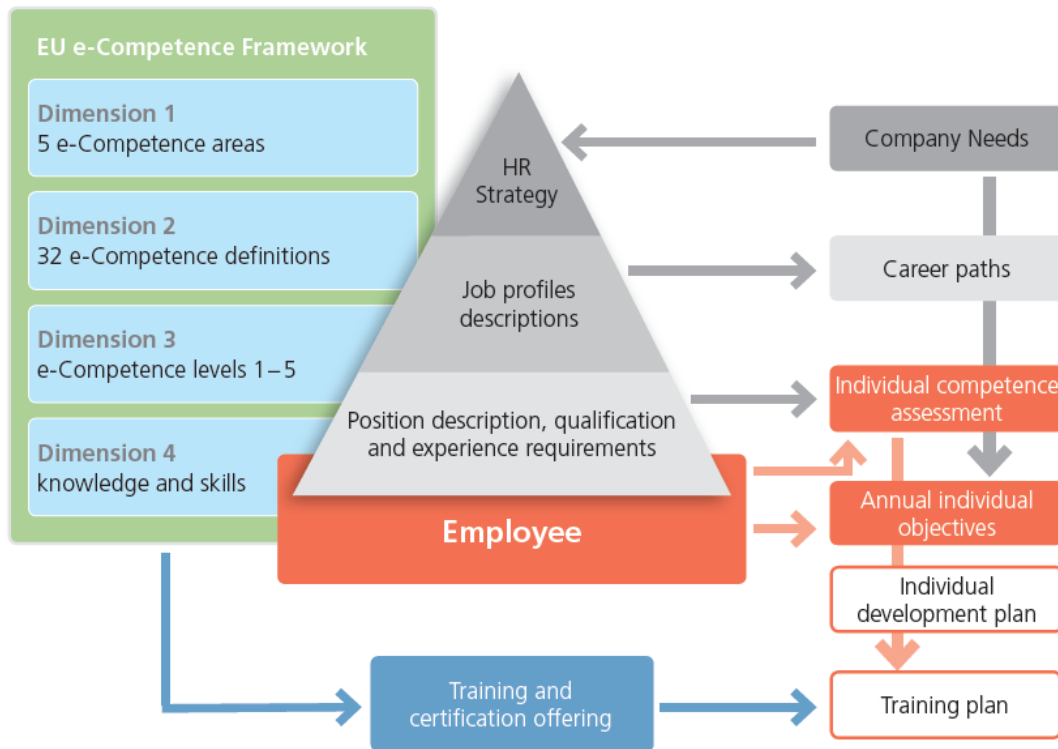 EU e-Competence Framework
Dimension 1
5 e-Competence areas
Dimension 2
32 e-Competence definitions
Dimension 3
e-Competence levels 1–5
Dimension 4
knowledge and skills
HR
Strategy
Job profiles
descriptions
Position description, qualification
and experience requirements
Employee
Company Needs
Career paths
Individual competence
assessment
Annual individual
objectives
Individual
development plan
Training and
certification offering
Training plan